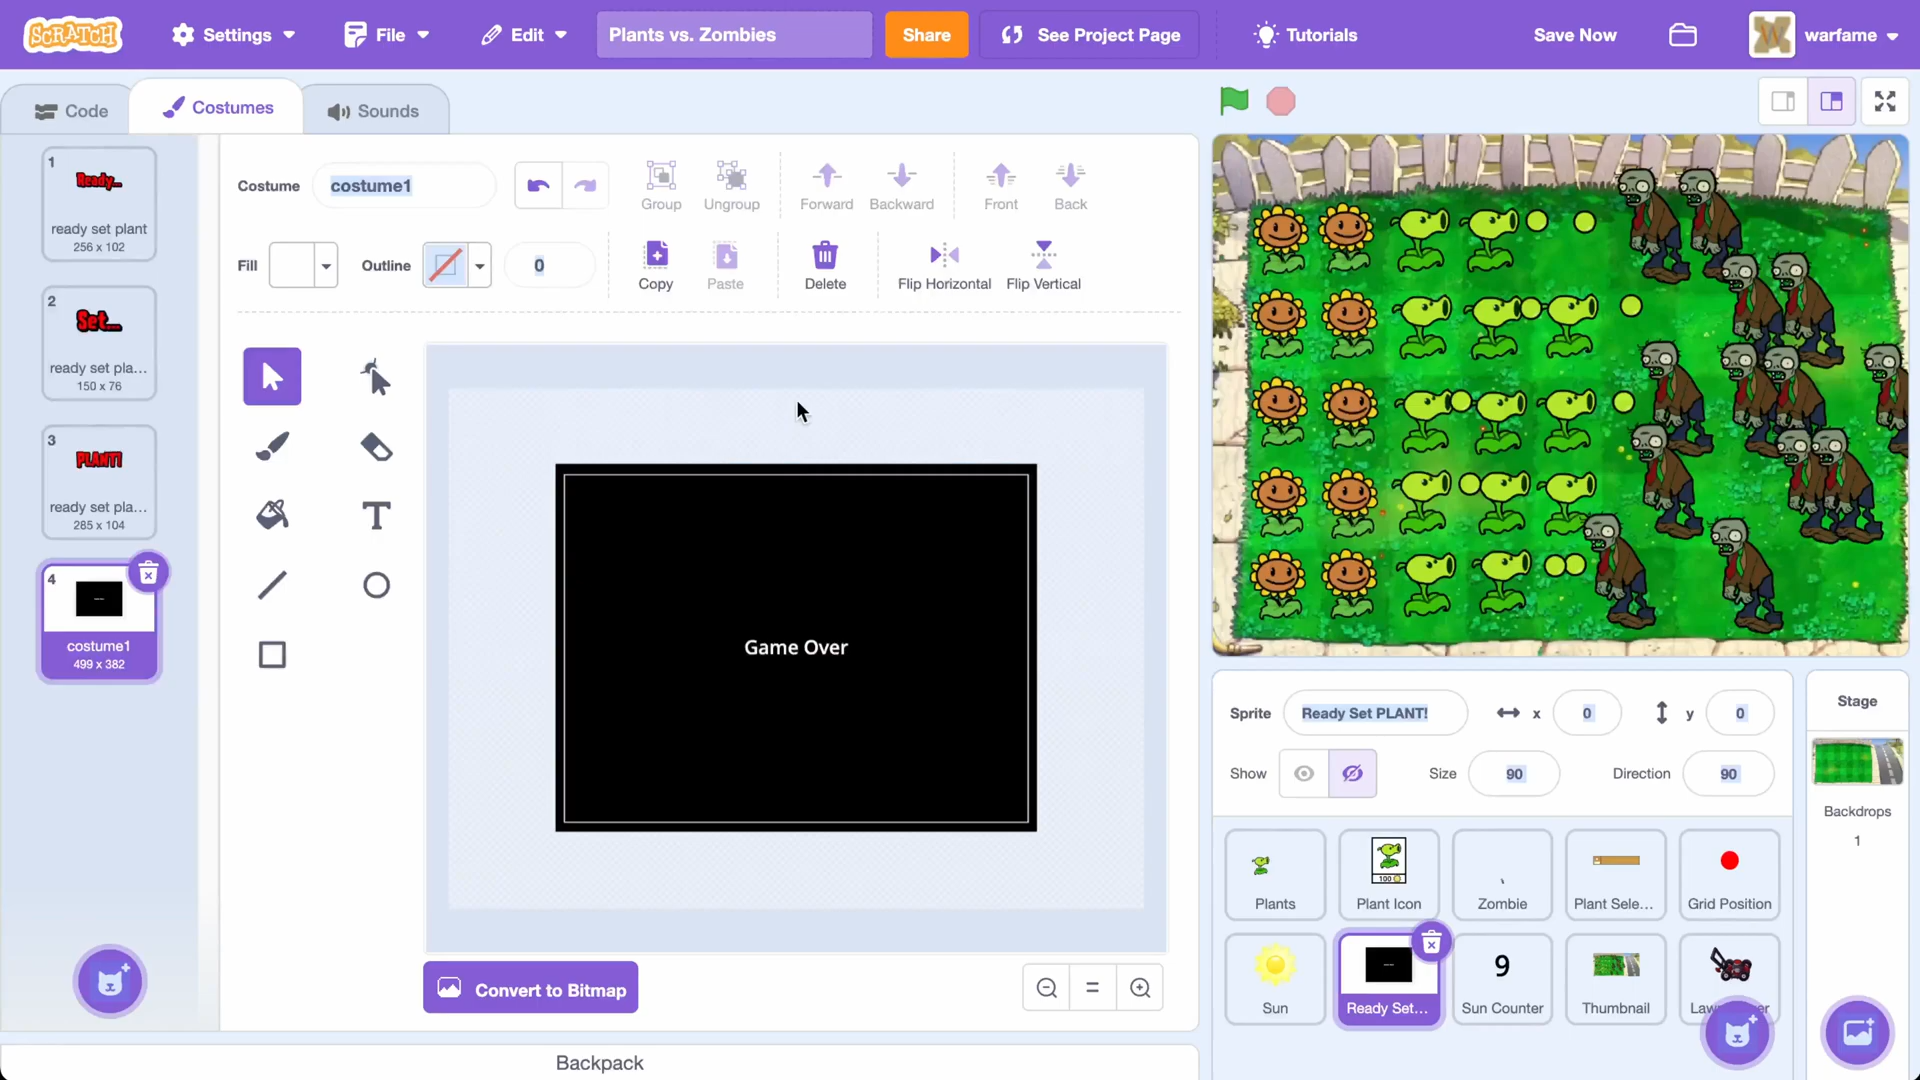 SCRATCH
Settings
File
Edit
Plants vs. Zombies
Share
See Project Page
Tutorials
Save Now
warfame
Code
Costumes
Sounds
1
Ready...
ready set plant
256 x 102
2
Set...
ready set pla...
150 x 76
3
PLANT!
ready set pla...
285 x 104
4
costume1
499 x 382
Costume
costume1
Group
Ungroup
Forward
Backward
Front
Back
Fill
Outline
0
Copy
Paste
Delete
Flip Horizontal
Flip Vertical
T
Game Over
Convert to Bitmap
Backpack
Sprite
Ready Set PLANT!
x
0
y
0
Show
Size
90
Direction
90
Stage
Backdrops
1
Plants
100
Plant Icon
Zombie
Plant Sele...
Grid Position
Sun
Ready Set...
9
Sun Counter
Thumbnail